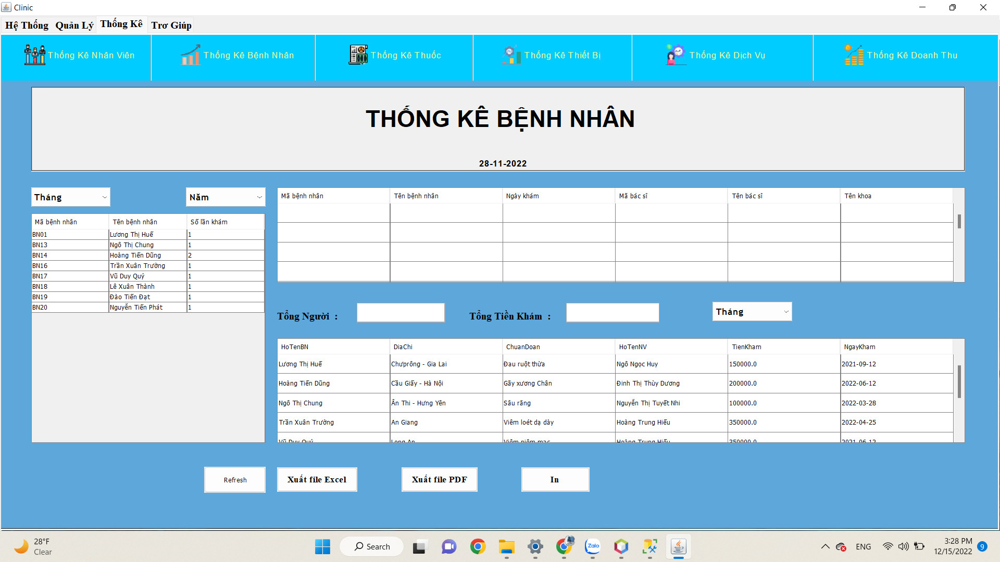 Clinic
Hệ Thống Quản Lý Thống Kê Trơ Giúp
Thống Kê Nhân Viên Thống Kê Bệnh Nhân Thống Kê Thuốc Thống Kê Thiết Bị Thống Kê Dịch Vụ Thống Kê Doanh Thu
THỐNG KÊ BỆNH NHÂN
28-11-2022
Tháng Năm
Mã bệnh nhân Tên bệnh nhân Số lần khám
BN01 Lương Thị Huế 1
BN13 Ngô Thị Chung 1
BN14 Hoàng Tiến Dũng 2
BN16 Trần Xuân Trường 1
BN17 Vũ Duy Quý 1
BN18 Lê Xuân Thành 1
BN19 Đào Tiến Đạt 1
BN20 Nguyễn Tiến Phát 1
Mã bệnh nhân Tên bệnh nhân Ngày khám Mã bác sĩ Tên bác sĩ Tên khoa
Tổng Người : Tổng Tiền Khám : Tháng
HoTenBN DiaChi ChuanDoan HoTenNV TienKham NgayKham
Lương Thị Huế Chưprông - Gia Lai Đau ruột thừa Ngô Ngọc Huy 150000.0 2021-09-12
Hoàng Tiến Dũng Cầu Giấy - Hà Nội Gãy xương Chân Đinh Thị Thùy Dương 200000.0 2022-06-12
Ngô Thị Chung Ân Thi - Hưng Yên Sâu răng Nguyễn Thị Tuyết Nhi 100000.0 2022-03-28
Trần Xuân Trường An Giang Viêm loét dạ dày Hoàng Trung Hiếu 350000.0 2022-04-25
Vũ Duy Quý Long An Viêm niêm mạc Hoàng Trung Hiếu 350000.0 2021-06-12
Refresh Xuất file Excel Xuất file PDF In
28°F
Clear
Search
Zalo
ENG
3:28 PM
12/15/2022
9